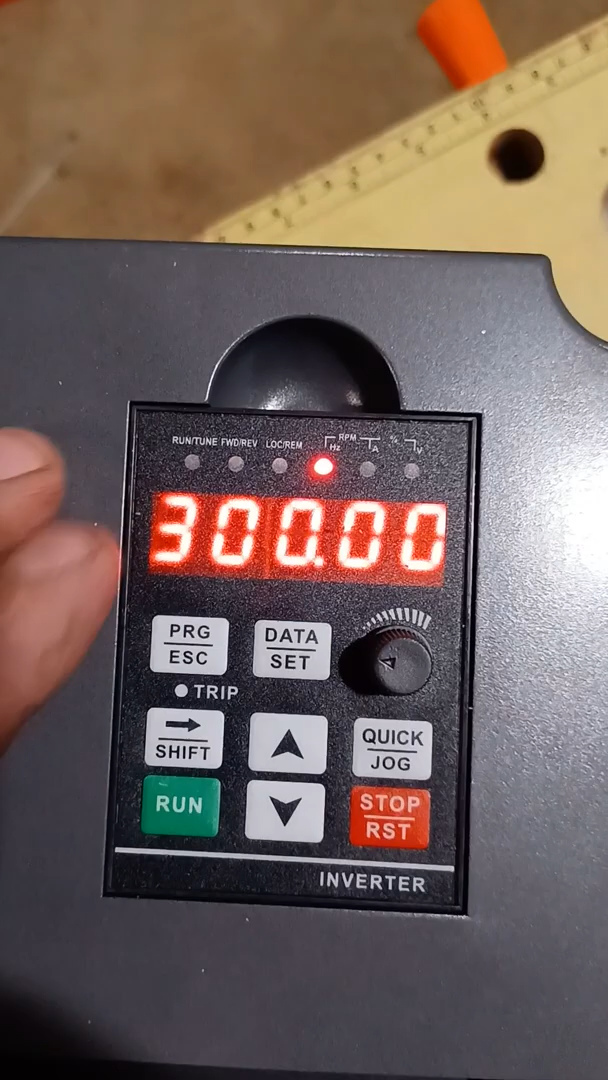 RUN/TUNE FWD/REV LOC/REM Hz RPM A % V
300.00
PRG
ESC
DATA
SET
TRIP
SHIFT
QUICK
JOG
RUN
STOP
RST
INVERTER